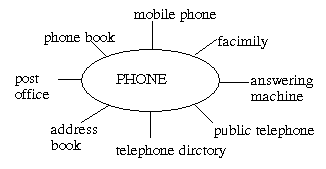 mobile phone
phone book
facimily
post
office
PHONE
answering
machine
address
book
public telephone
telephone dirctory